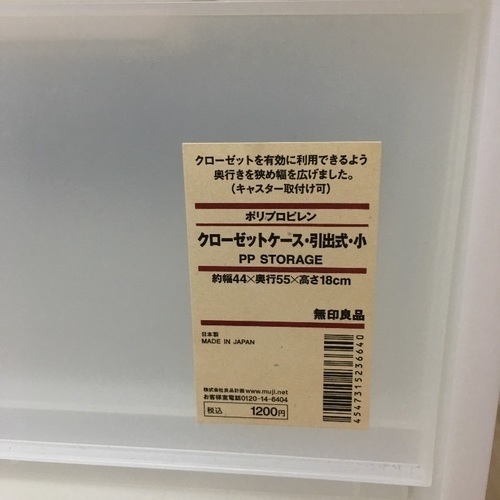 クローゼットを有効に利用できるよう
奥行きを狭め幅を広げました。
(キャスター取付け可)
ポリプロピレン
クローゼットケース・引出式・小
PP STORAGE
約幅44×奥行55×高さ18cm
無印良品
日本製
MADE IN JAPAN
株式会社良品計画 www.muji.net
お客様室電話0120-14-6404
税込 1200円
4547315236640